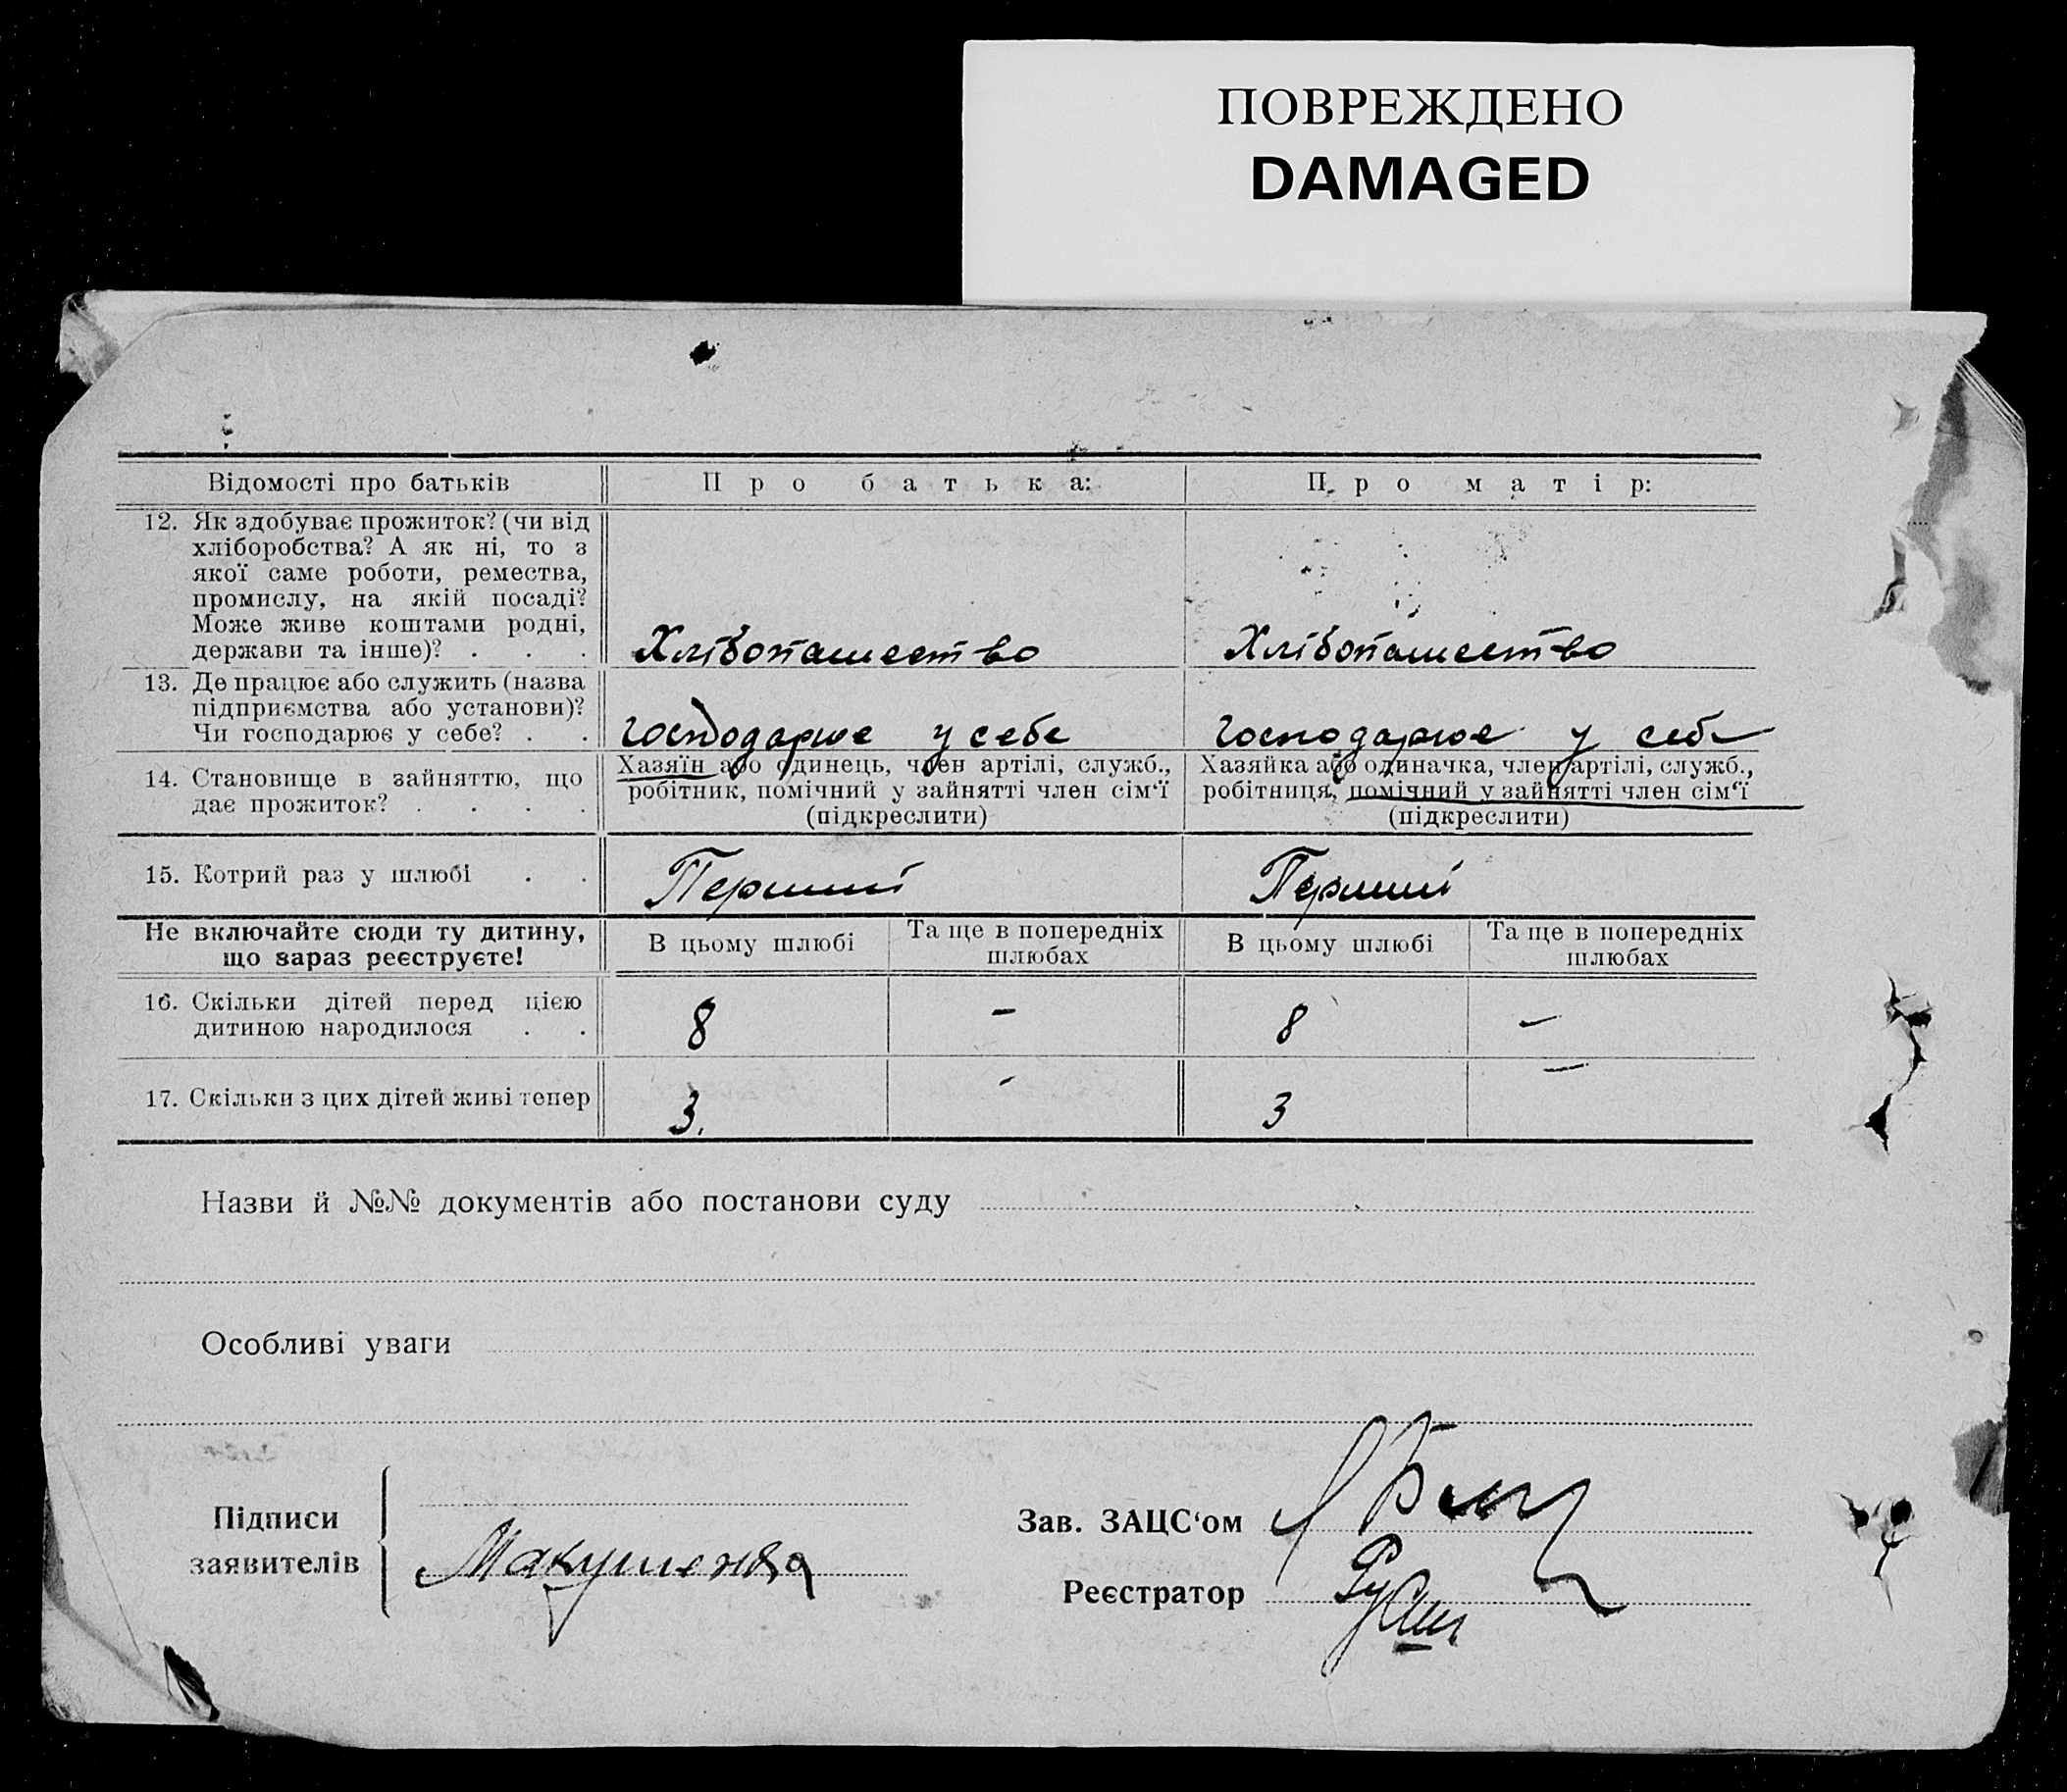 ПОВРЕЖДЕНО
DAMAGED
Відомості про батьків
Про батька:
Про матір:
12. Як здобуває прожиток? (чи від
хліборобства? А як ні, то з
якої саме роботи, ремества,
промислу, на якій посаді?
Може живе коштами родні,
держави та інше)? . . .
Хлібопашество
Хлібопашество
13. Де працює або служить (назва
підприємства або установи)?
Чи господарює у себе? . .
господарює у себе
господарює у себе
14. Становище в зайняттю, що
дає прожиток? . . . .
Хазяїн або одинець, член артілі, служб.,
робітник, помічний у зайнятті член сім'ї
(підкреслити)
Хазяйка або одиначка, член артілі, служб.,
робітниця, помічний у зайнятті член сім'ї
(підкреслити)
15. Котрий раз у шлюбі . .
Перший
Перший
Не включайте сюди ту дитину,
що зараз реєструєте!
В цьому шлюбі
Та ще в попередніх
шлюбах
В цьому шлюбі
Та ще в попередніх
шлюбах
16. Скільки дітей перед цією
дитиною народилося . .
8
-
8
-
17. Скільки з цих дітей живі тепер
3.
-
3
-
Назви й №№ документів або постанови суду
Особливі уваги
Підписи
заявителів
Зав. ЗАЦС'ом
Реєстратор